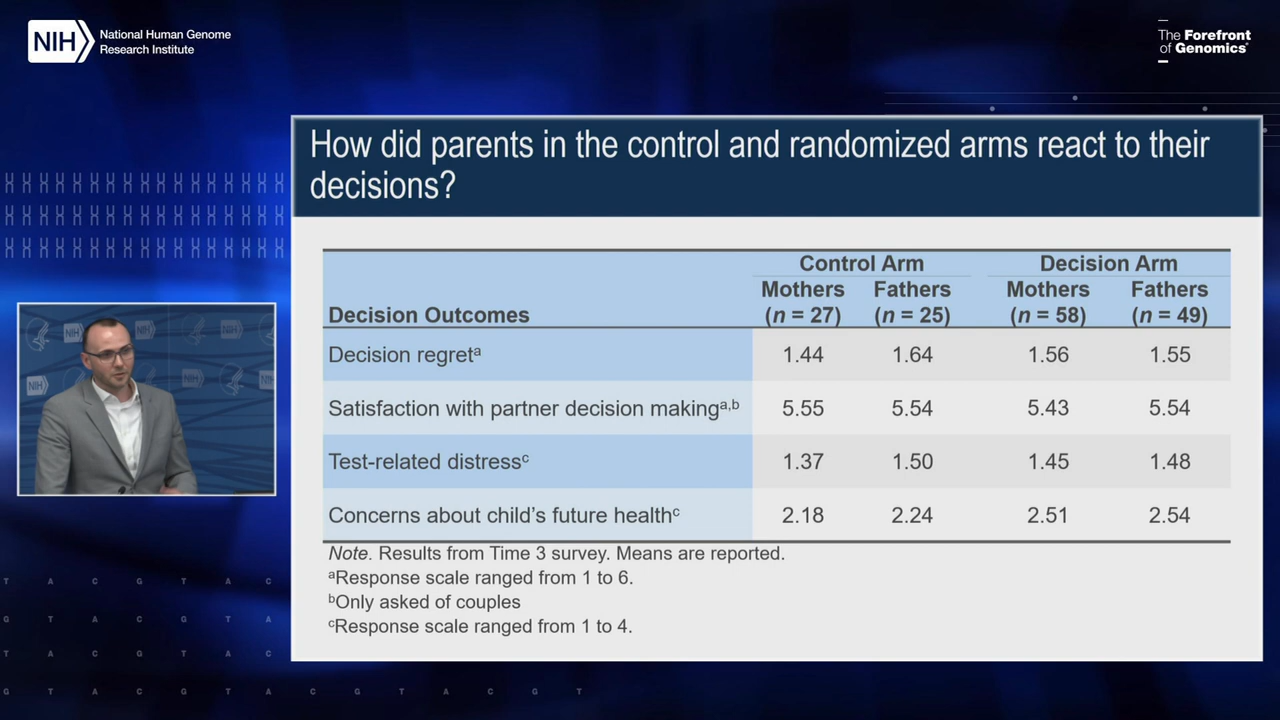 NIH
National Human Genome
Research Institute
The Forefront
of Genomics®
How did parents in the control and randomized arms react to their
decisions?
Control Arm Decision Arm
Mothers Fathers Mothers Fathers
Decision Outcomes (n = 27) (n = 25) (n = 58) (n = 49)
Decision regretᵃ 1.44 1.64 1.56 1.55
Satisfaction with partner decision makingᵃ,ᵇ 5.55 5.54 5.43 5.54
Test-related distressᶜ 1.37 1.50 1.45 1.48
Concerns about child's future healthᶜ 2.18 2.24 2.51 2.54
Note. Results from Time 3 survey. Means are reported.
ᵃResponse scale ranged from 1 to 6.
ᵇOnly asked of couples
ᶜResponse scale ranged from 1 to 4.
NIH
NIH
NIH
NIH
T A C G T A C
G T A C G T A
T A C G T A C
G T A C G T A C G T A C G T